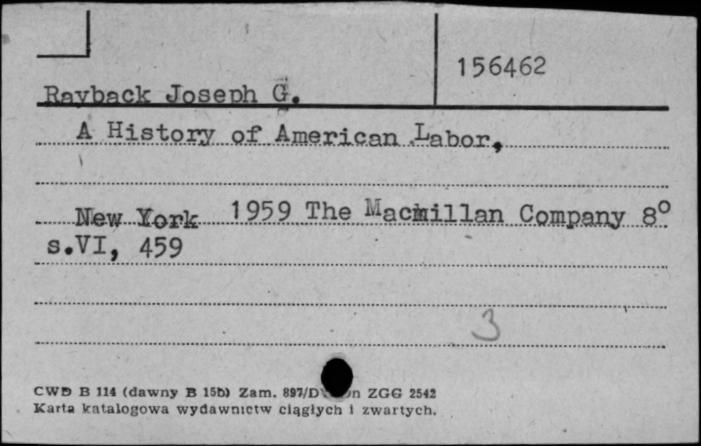 156462
Rayback Joseph G.
A History of American Labor,
New York 1959 The Macmillan Company 8°
s.VI, 459
3
CWD B 114 (dawny B 15b) Zam. 897/D ZGG 2542
Karta katalogowa wydawnictw ciągłych i zwartych.